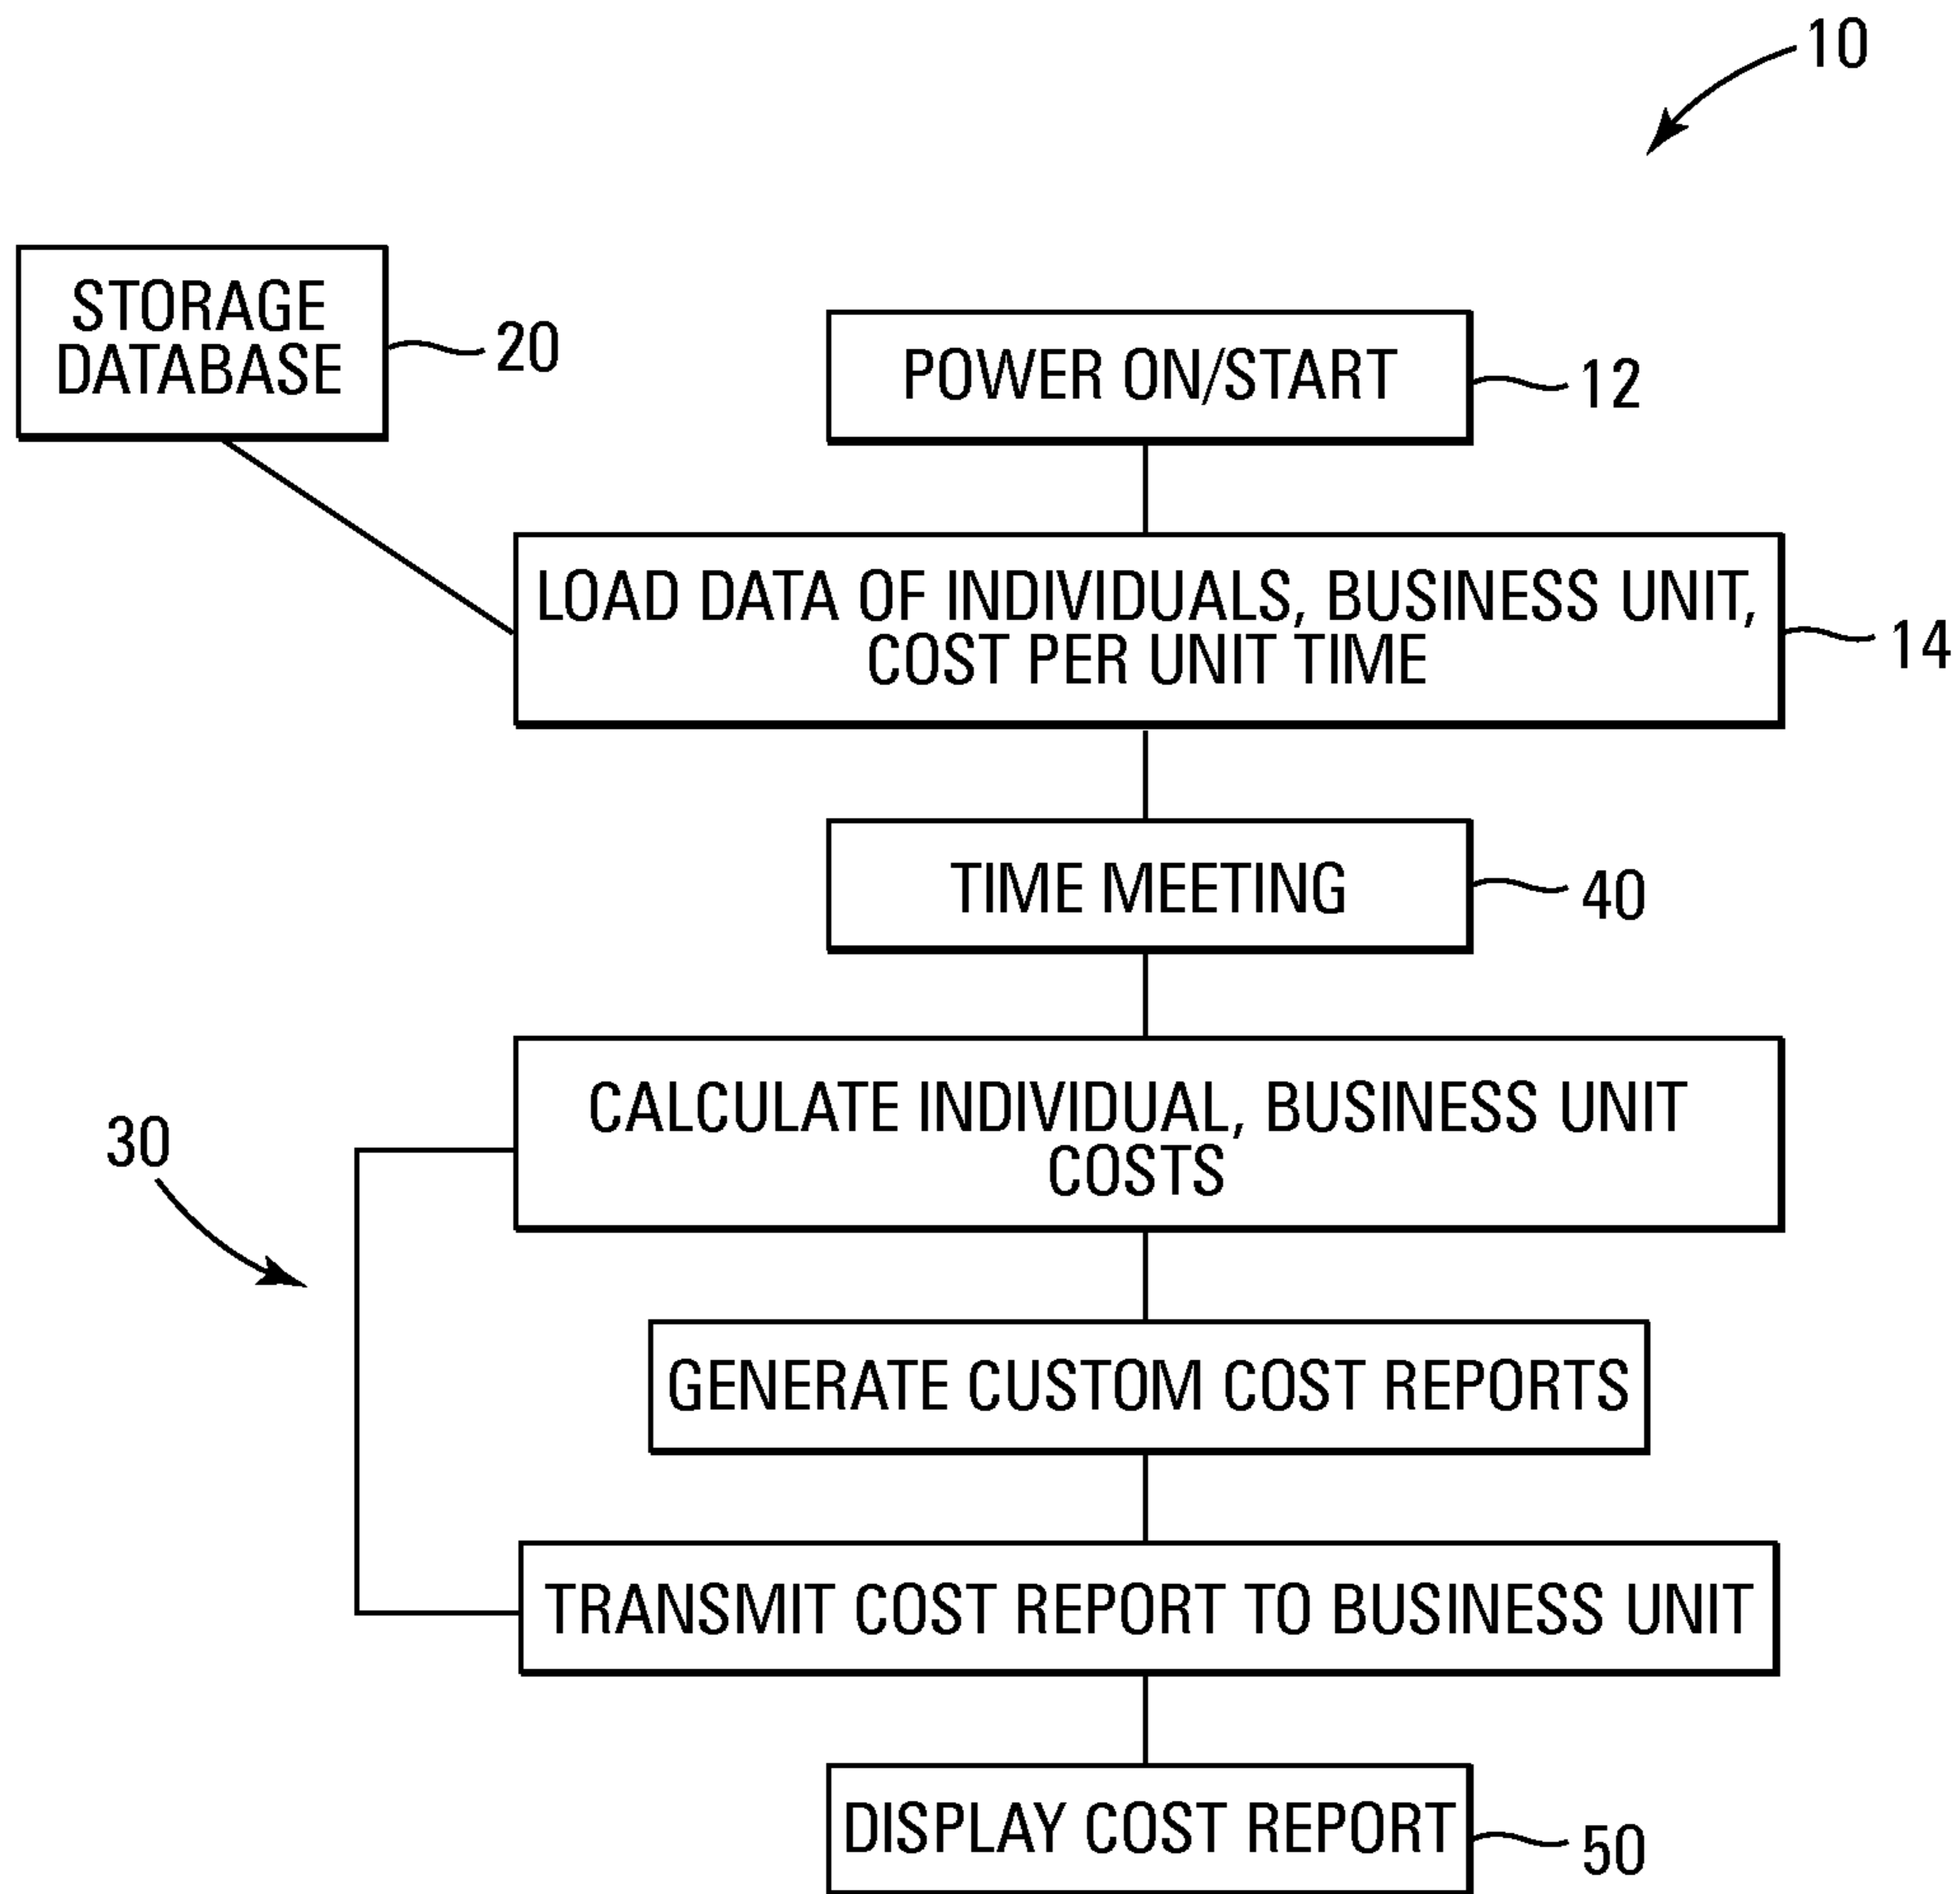 10
STORAGE
DATABASE
20
POWER ON/START
12
LOAD DATA OF INDIVIDUALS, BUSINESS UNIT,
COST PER UNIT TIME
14
TIME MEETING
40
CALCULATE INDIVIDUAL, BUSINESS UNIT
COSTS
30
GENERATE CUSTOM COST REPORTS
TRANSMIT COST REPORT TO BUSINESS UNIT
DISPLAY COST REPORT
50